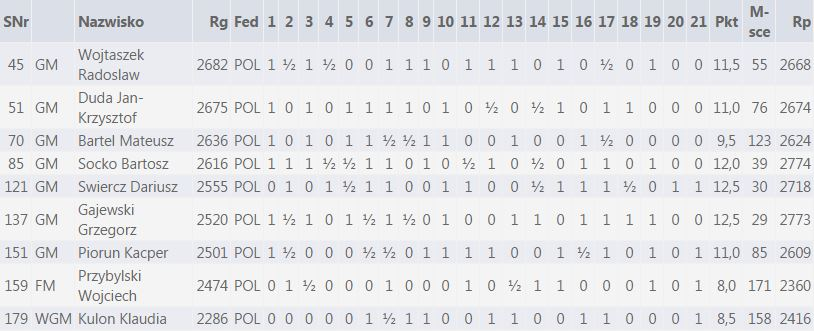 SNr Nazwisko Rg Fed 1 2 3 4 5 6 7 8 9 10 11 12 13 14 15 16 17 18 19 20 21 Pkt M-sce Rp
45 GM Wojtaszek Radoslaw 2682 POL 1 ½ 1 ½ 0 0 1 1 1 0 1 1 1 0 1 0 ½ 0 1 0 0 11,5 55 2668
51 GM Duda Jan-Krzysztof 2675 POL 1 0 1 0 1 1 1 1 0 1 0 ½ 0 ½ 1 0 1 1 0 0 0 11,0 76 2674
70 GM Bartel Mateusz 2636 POL 1 0 1 0 1 1 ½ ½ 1 1 0 0 1 0 0 1 ½ 0 0 0 0 9,5 123 2624
85 GM Socko Bartosz 2616 POL 1 1 1 ½ ½ 1 0 1 1 0 ½ 1 0 ½ 0 1 1 0 1 0 0 12,0 39 2774
121 GM Swiercz Dariusz 2555 POL 0 1 0 1 ½ 1 1 0 0 1 1 0 0 ½ 1 1 1 ½ 0 1 1 12,5 30 2718
137 GM Gajewski Grzegorz 2520 POL 1 ½ 1 0 1 ½ 1 ½ 0 1 0 0 1 1 0 1 1 1 1 0 0 12,5 29 2773
151 GM Piorun Kacper 2501 POL 1 ½ 0 0 0 ½ ½ 0 1 1 1 1 0 0 1 ½ 1 0 1 0 1 11,0 85 2609
159 FM Przybylski Wojciech 2474 POL 0 1 ½ 0 0 0 1 0 0 0 1 0 ½ 1 1 0 0 0 1 0 1 8,0 171 2360
179 WGM Kulon Klaudia 2286 POL 0 0 0 0 0 1 ½ 1 1 0 0 0 1 0 1 1 0 1 0 0 1 8,5 158 2416